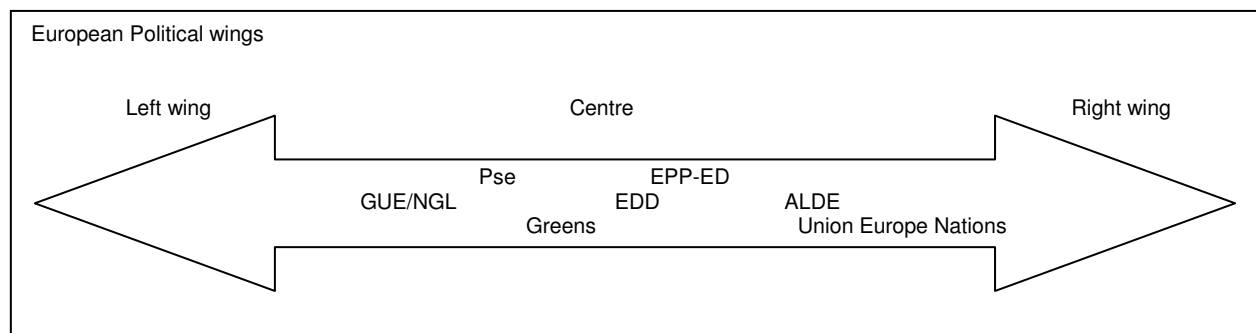 European Political wings
Left wing Centre Right wing
Pse EPP-ED
GUE/NGL EDD ALDE
Greens Union Europe Nations